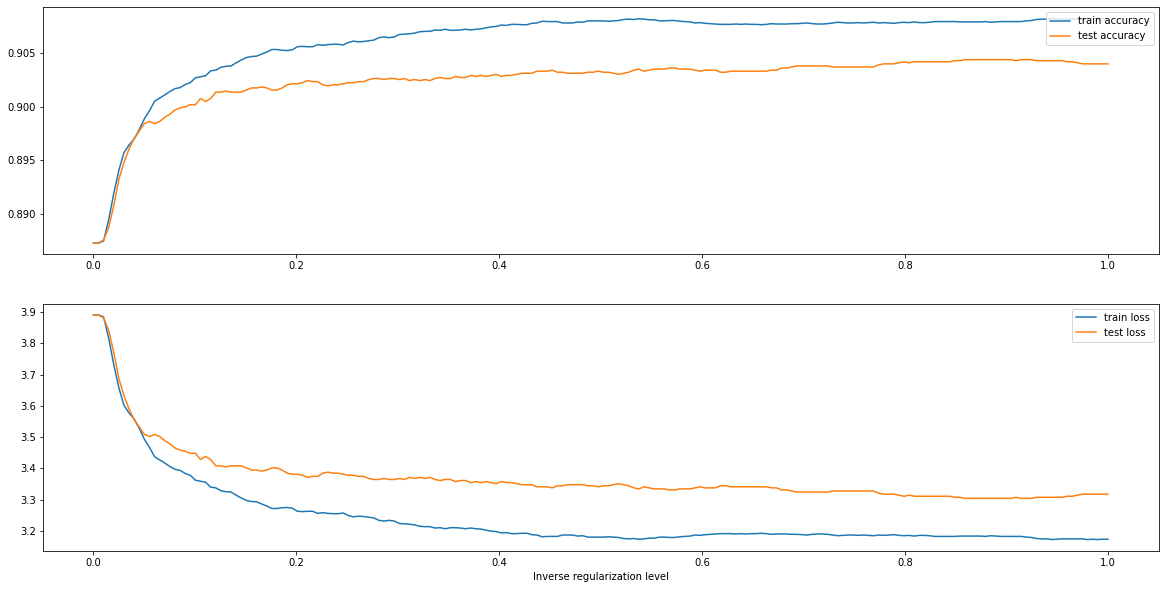 train accuracy
test accuracy
0.905
0.900
0.895
0.890
0.0 0.2 0.4 0.6 0.8 1.0
train loss
test loss
3.9
3.8
3.7
3.6
3.5
3.4
3.3
3.2
0.0 0.2 0.4 0.6 0.8 1.0
Inverse regularization level